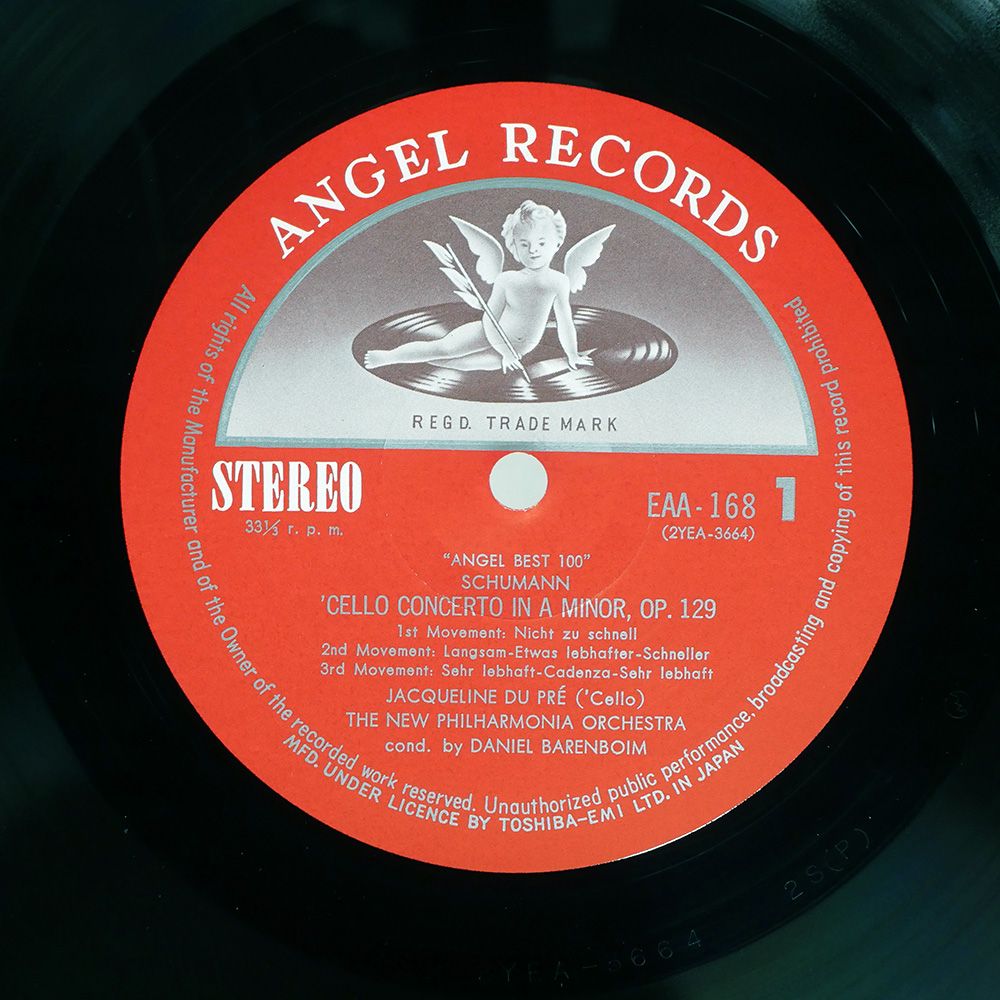 ANGEL RECORDS
REGD. TRADE MARK
STEREO
33⅓ r. p. m.
EAA-168 1
(2YEA-3664)
"ANGEL BEST 100"
SCHUMANN
'CELLO CONCERTO IN A MINOR, OP. 129
1st Movement: Nicht zu schnell
2nd Movement: Langsam-Etwas lebhafter-Schneller
3rd Movement: Sehr lebhaft-Cadenza-Sehr lebhaft
JACQUELINE DU PRÉ ('Cello)
THE NEW PHILHARMONIA ORCHESTRA
cond. by DANIEL BARENBOIM
All rights of the Manufacturer and of the Owner of the recorded work reserved. Unauthorized public performance, broadcasting and copying of this record prohibited
MFD. UNDER LICENCE BY TOSHIBA-EMI LTD. IN JAPAN
2YEA-3664
2S(P)